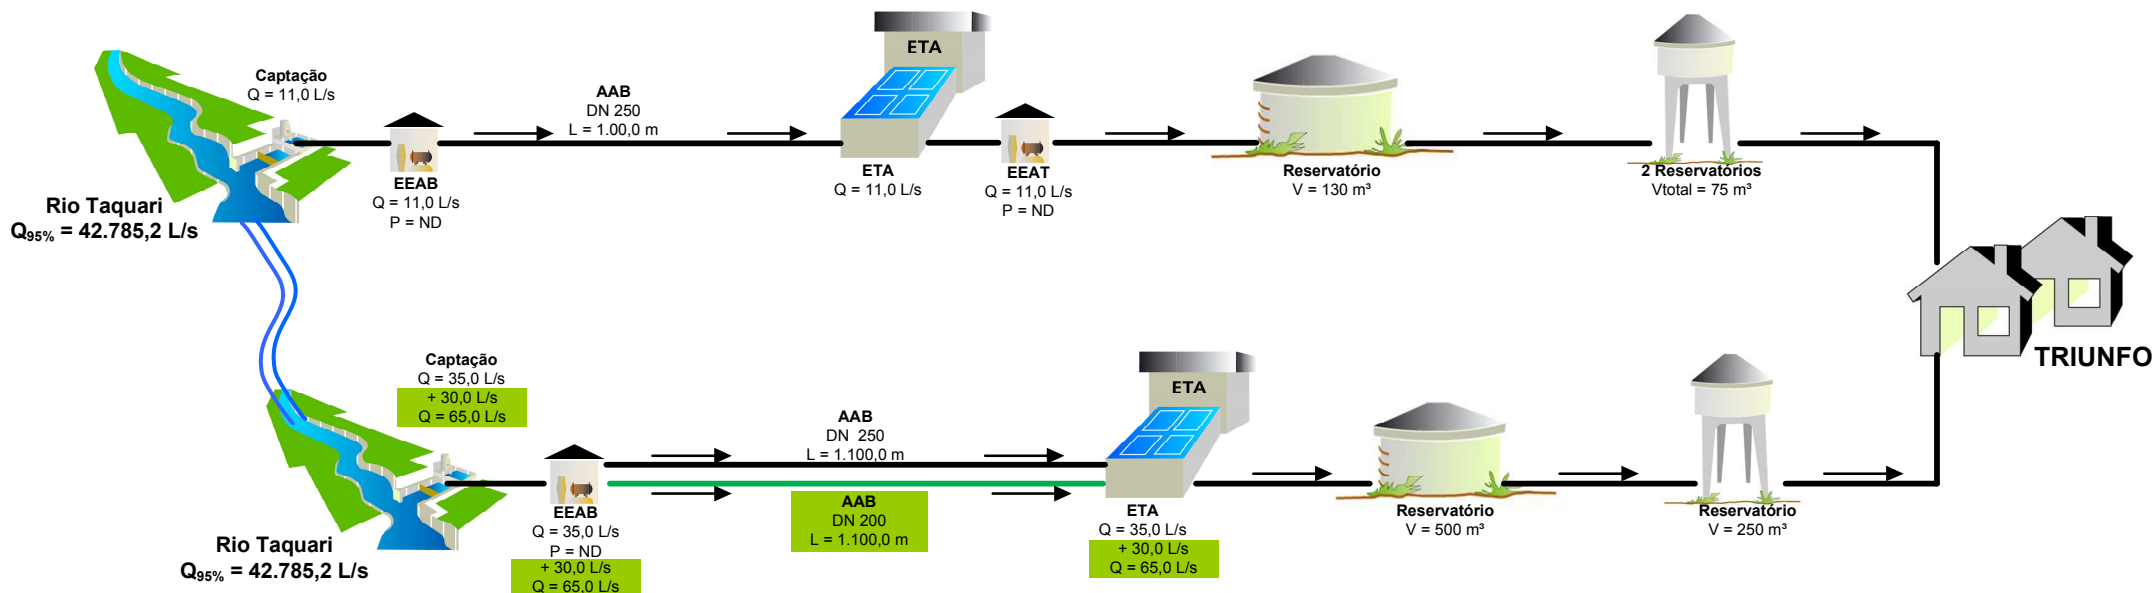 ETA
Captação
Q = 11,0 L/s
AAB
DN 250
L = 1.00,0 m
EEAB
Q = 11,0 L/s
P = ND
ETA
Q = 11,0 L/s
EEAT
Q = 11,0 L/s
P = ND
Reservatório
V = 130 m³
2 Reservatórios
Vtotal = 75 m³
Rio Taquari
Q95% = 42.785,2 L/s
TRIUNFO
Captação
Q = 35,0 L/s
+ 30,0 L/s
Q = 65,0 L/s
ETA
AAB
DN 250
L = 1.100,0 m
AAB
DN 200
L = 1.100,0 m
EEAB
Q = 35,0 L/s
P = ND
+ 30,0 L/s
Q = 65,0 L/s
ETA
Q = 35,0 L/s
+ 30,0 L/s
Q = 65,0 L/s
Reservatório
V = 500 m³
Reservatório
V = 250 m³
Rio Taquari
Q95% = 42.785,2 L/s